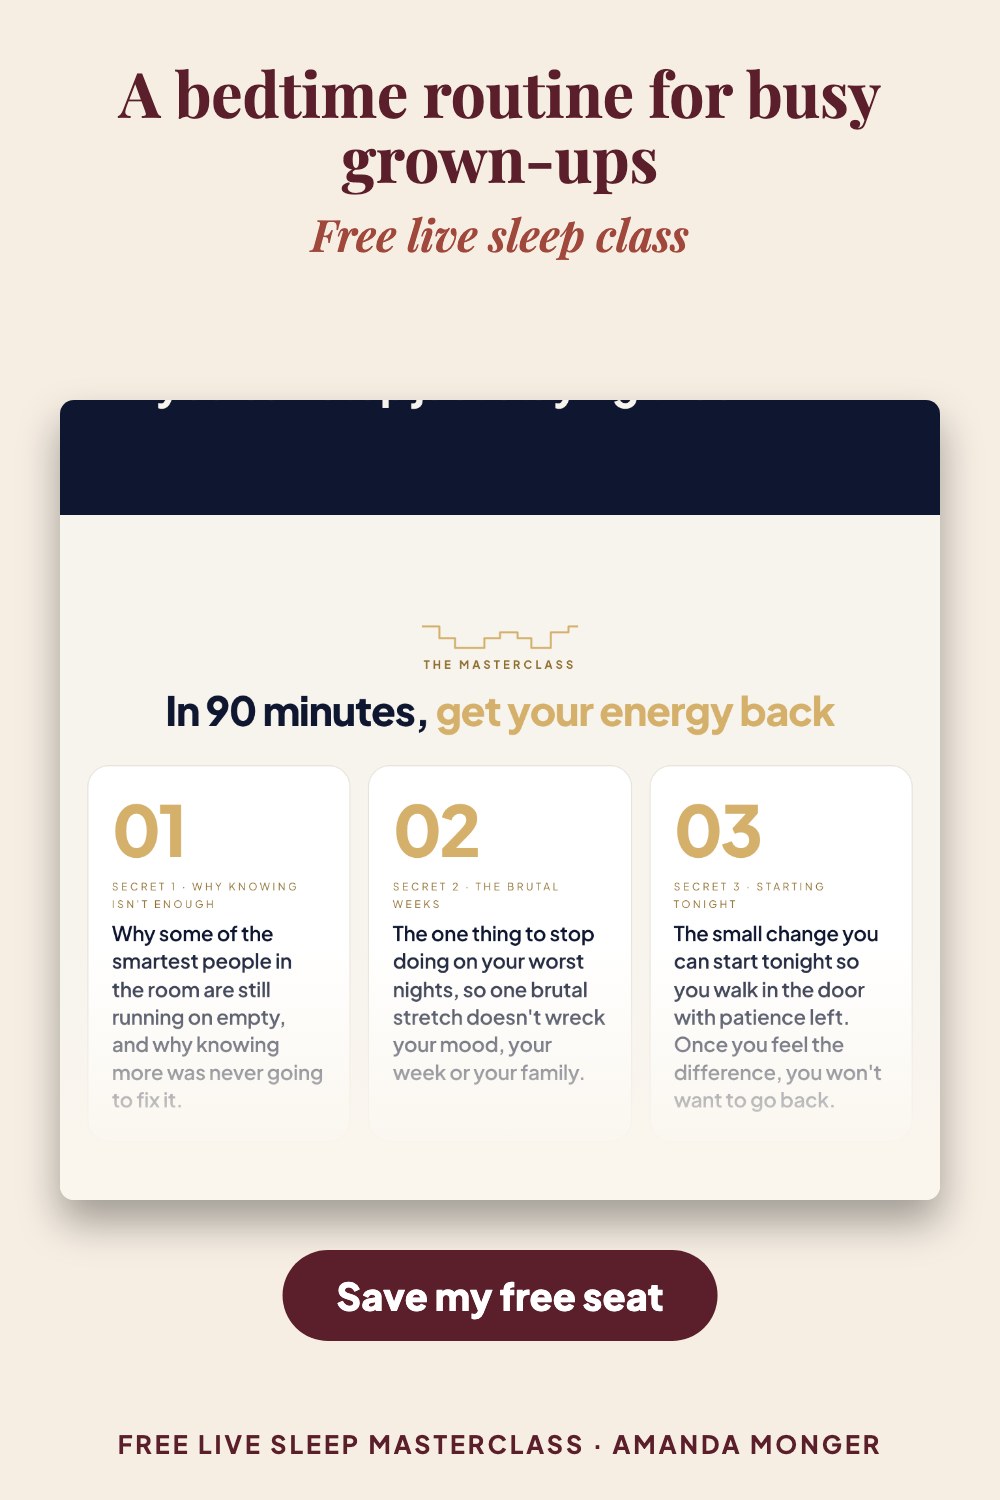 A bedtime routine for busy
grown-ups
Free live sleep class
THE MASTERCLASS
In 90 minutes, get your energy back
01
SECRET 1 · WHY KNOWING
ISN'T ENOUGH
Why some of the
smartest people in
the room are still
running on empty,
and why knowing
more was never going
to fix it.
02
SECRET 2 · THE BRUTAL
WEEKS
The one thing to stop
doing on your worst
nights, so one brutal
stretch doesn't wreck
your mood, your
week or your family.
03
SECRET 3 · STARTING
TONIGHT
The small change you
can start tonight so
you walk in the door
with patience left.
Once you feel the
difference, you won't
want to go back.
Save my free seat
FREE LIVE SLEEP MASTERCLASS · AMANDA MONGER